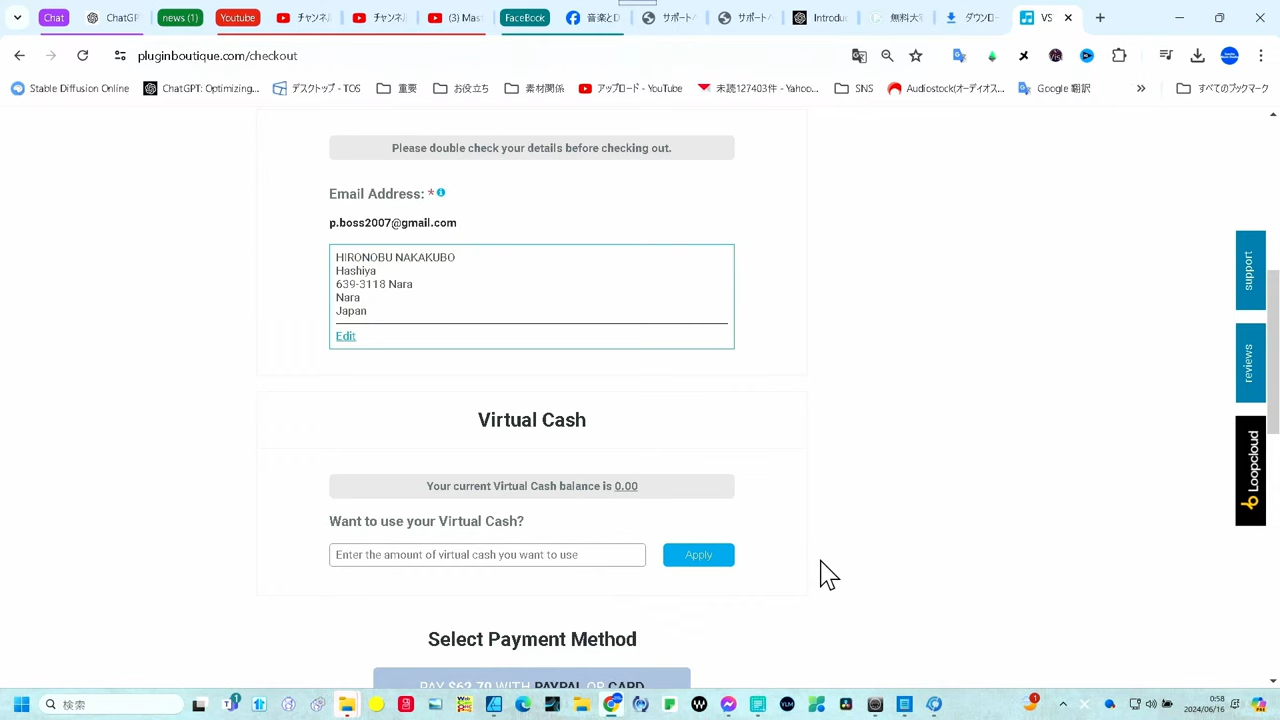 Chat
ChatGP
news (1)
Youtube
チャンネ
チャンネ
(3) Mas
FaceBook
音楽とD
サポート
サポート
Introdu
無料大
ダウンロ
VS
pluginboutique.com/checkout
Stable Diffusion Online
ChatGPT: Optimizing...
デスクトップ - TOS
重要
お役立ち
素材関係
アップロード - YouTube
未読127403件 - Yahoo...
SNS
Audiostock(オーディオス...
Google 翻訳
»
すべてのブックマーク
Please double check your details before checking out.
Email Address: *
p.boss2007@gmail.com
HIRONOBU NAKAKUBO
Hashiya
639-3118 Nara
Nara
Japan
Edit
Virtual Cash
Your current Virtual Cash balance is 0.00
Want to use your Virtual Cash?
Enter the amount of virtual cash you want to use
Apply
Select Payment Method
PAY $62.70 WITH PAYPAL OR CARD
support
reviews
Loopcloud
検索
0:58
2024/06/16